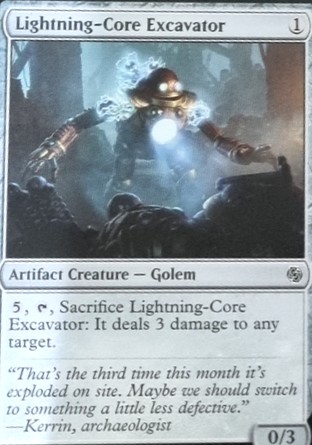 Lightning-Core Excavator 1
Artifact Creature — Golem
5, , Sacrifice Lightning-Core
Excavator: It deals 3 damage to any
target.
“That’s the third time this month it’s
exploded on site. Maybe we should switch
to something a little less defective.”
—Kerrin, archaeologist
0/3